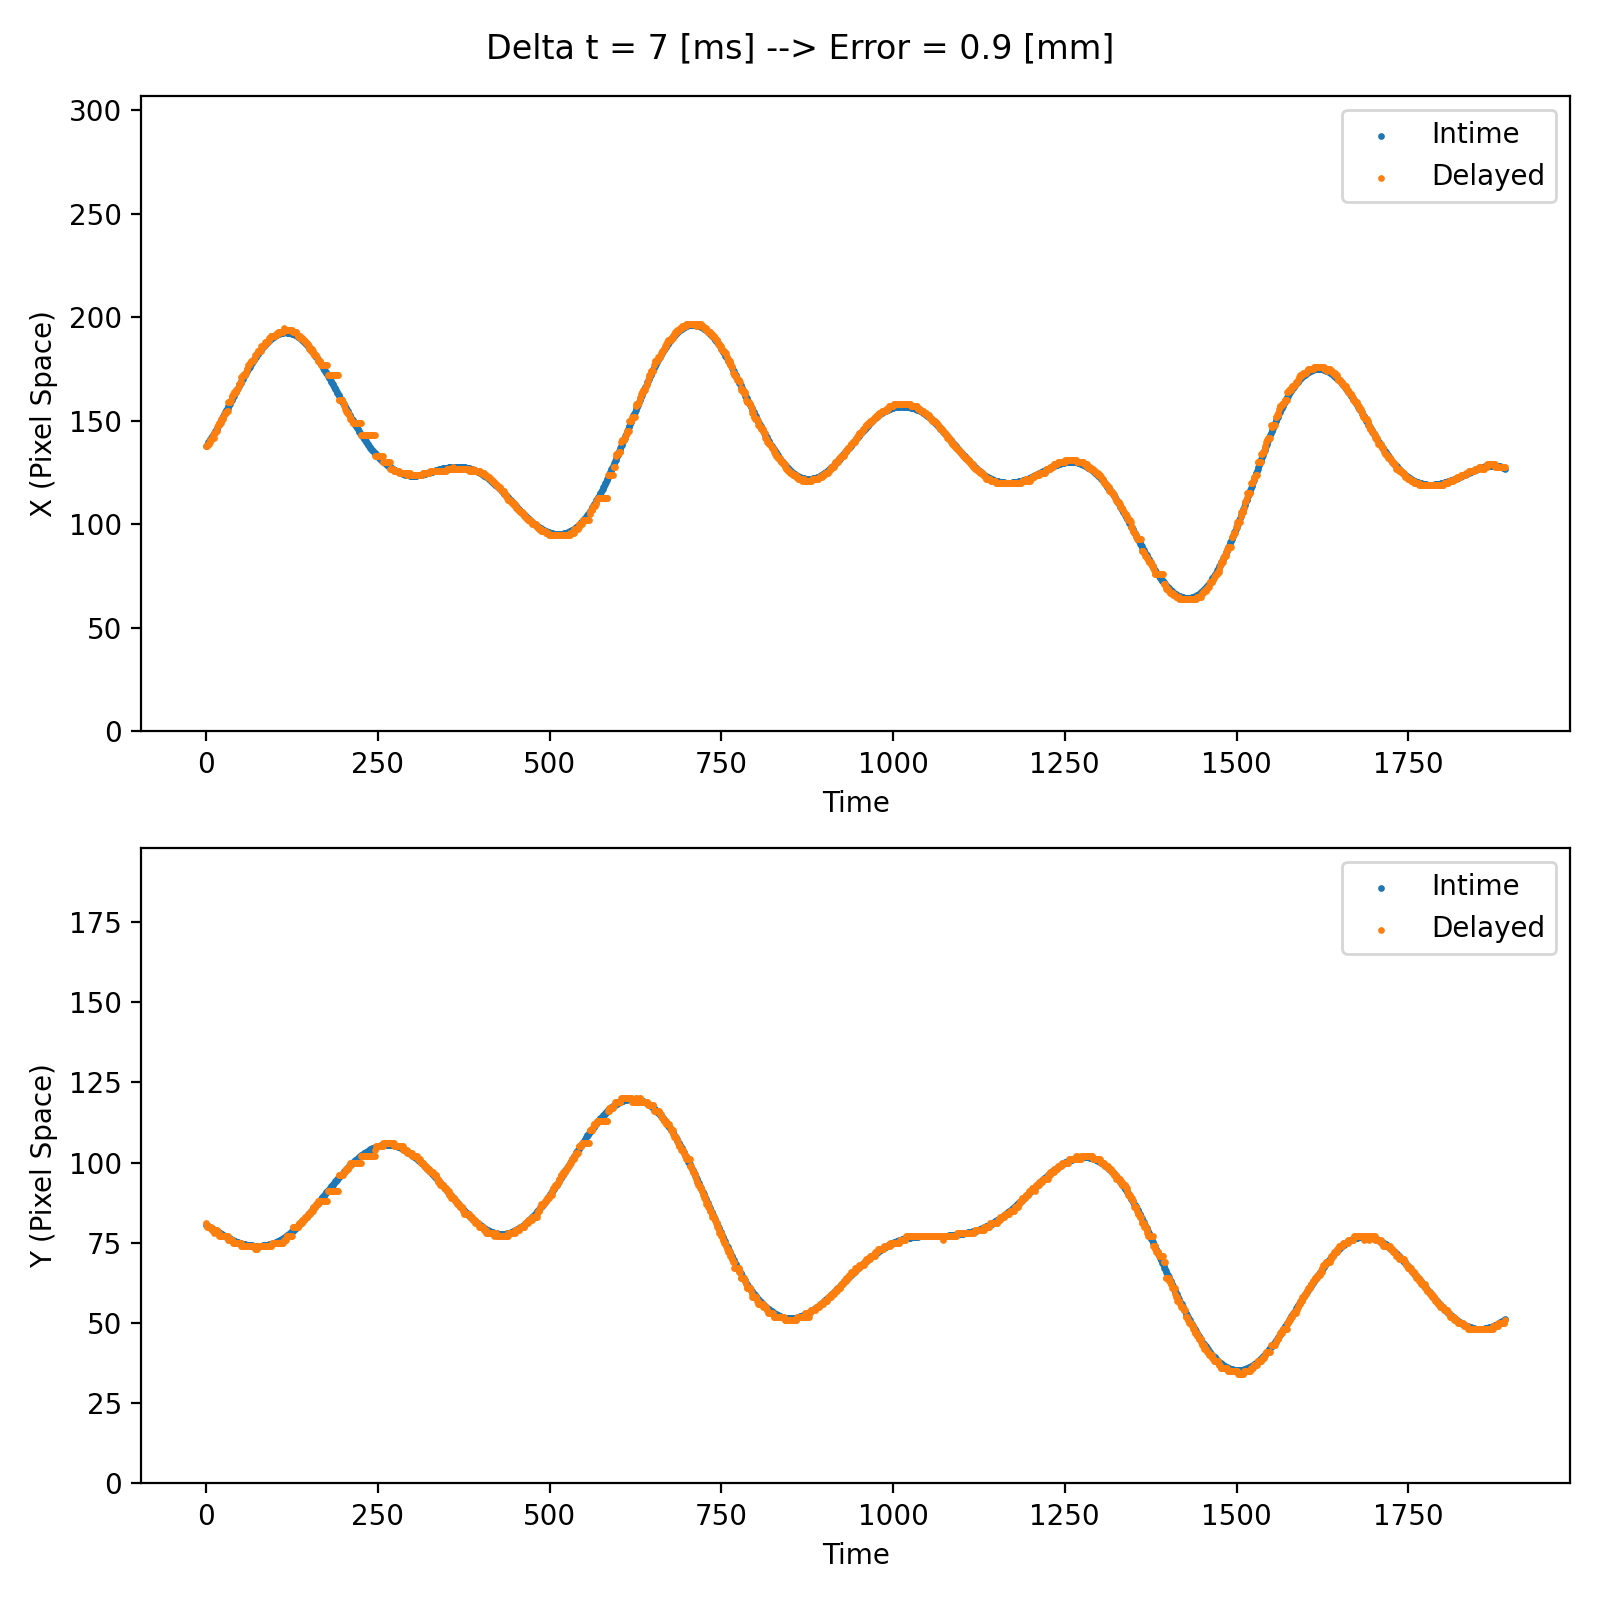 Delta t = 7 [ms] --> Error = 0.9 [mm]
300
250
200
150
100
50
0
X (Pixel Space)
Intime
Delayed
0 250 500 750 1000 1250 1500 1750
Time
175
150
125
100
75
50
25
0
Y (Pixel Space)
Intime
Delayed
0 250 500 750 1000 1250 1500 1750
Time